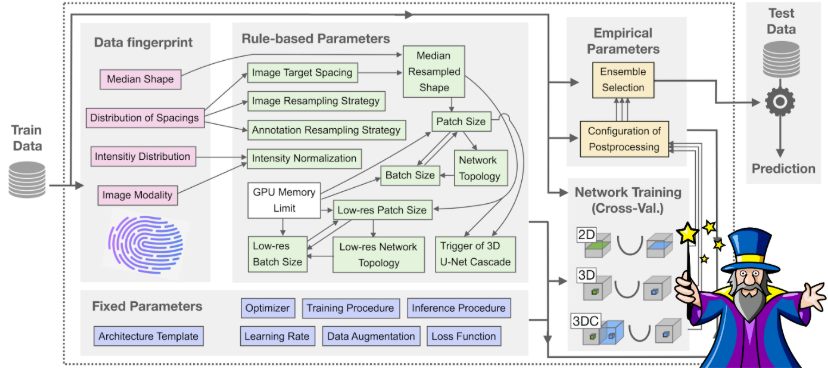 Train
Data
Data fingerprint
Median Shape
Distribution of Spacings
Intensitiy Distribution
Image Modality
Rule-based Parameters
Image Target Spacing
Image Resampling Strategy
Annotation Resampling Strategy
Intensity Normalization
Median
Resampled
Shape
Patch Size
Batch Size
Network
Topology
GPU Memory
Limit
Low-res Patch Size
Low-res
Batch Size
Low-res Network
Topology
Trigger of 3D
U-Net Cascade
Fixed Parameters
Architecture Template
Optimizer
Training Procedure
Inference Procedure
Learning Rate
Data Augmentation
Loss Function
Empirical
Parameters
Ensemble
Selection
Configuration of
Postprocessing
Network Training
(Cross-Val.)
2D
3D
3DC
Test
Data
Prediction